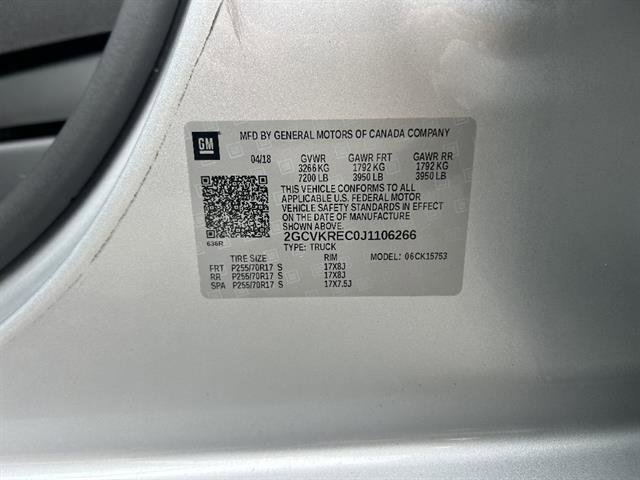 GM
MFD BY GENERAL MOTORS OF CANADA COMPANY
04/18 GVWR GAWR FRT GAWR RR
3266 KG 1792 KG 1792 KG
7200 LB 3950 LB 3950 LB
THIS VEHICLE CONFORMS TO ALL
APPLICABLE U.S. FEDERAL MOTOR
VEHICLE SAFETY STANDARDS IN EFFECT
ON THE DATE OF MANUFACTURE
SHOWN ABOVE.
2GCVKREC0J1106266
636R TYPE: TRUCK
TIRE SIZE RIM MODEL: 06CK15753
FRT P255/70R17 S 17X8J
RR P255/70R17 S 17X8J
SPA P255/70R17 S 17X7.5J